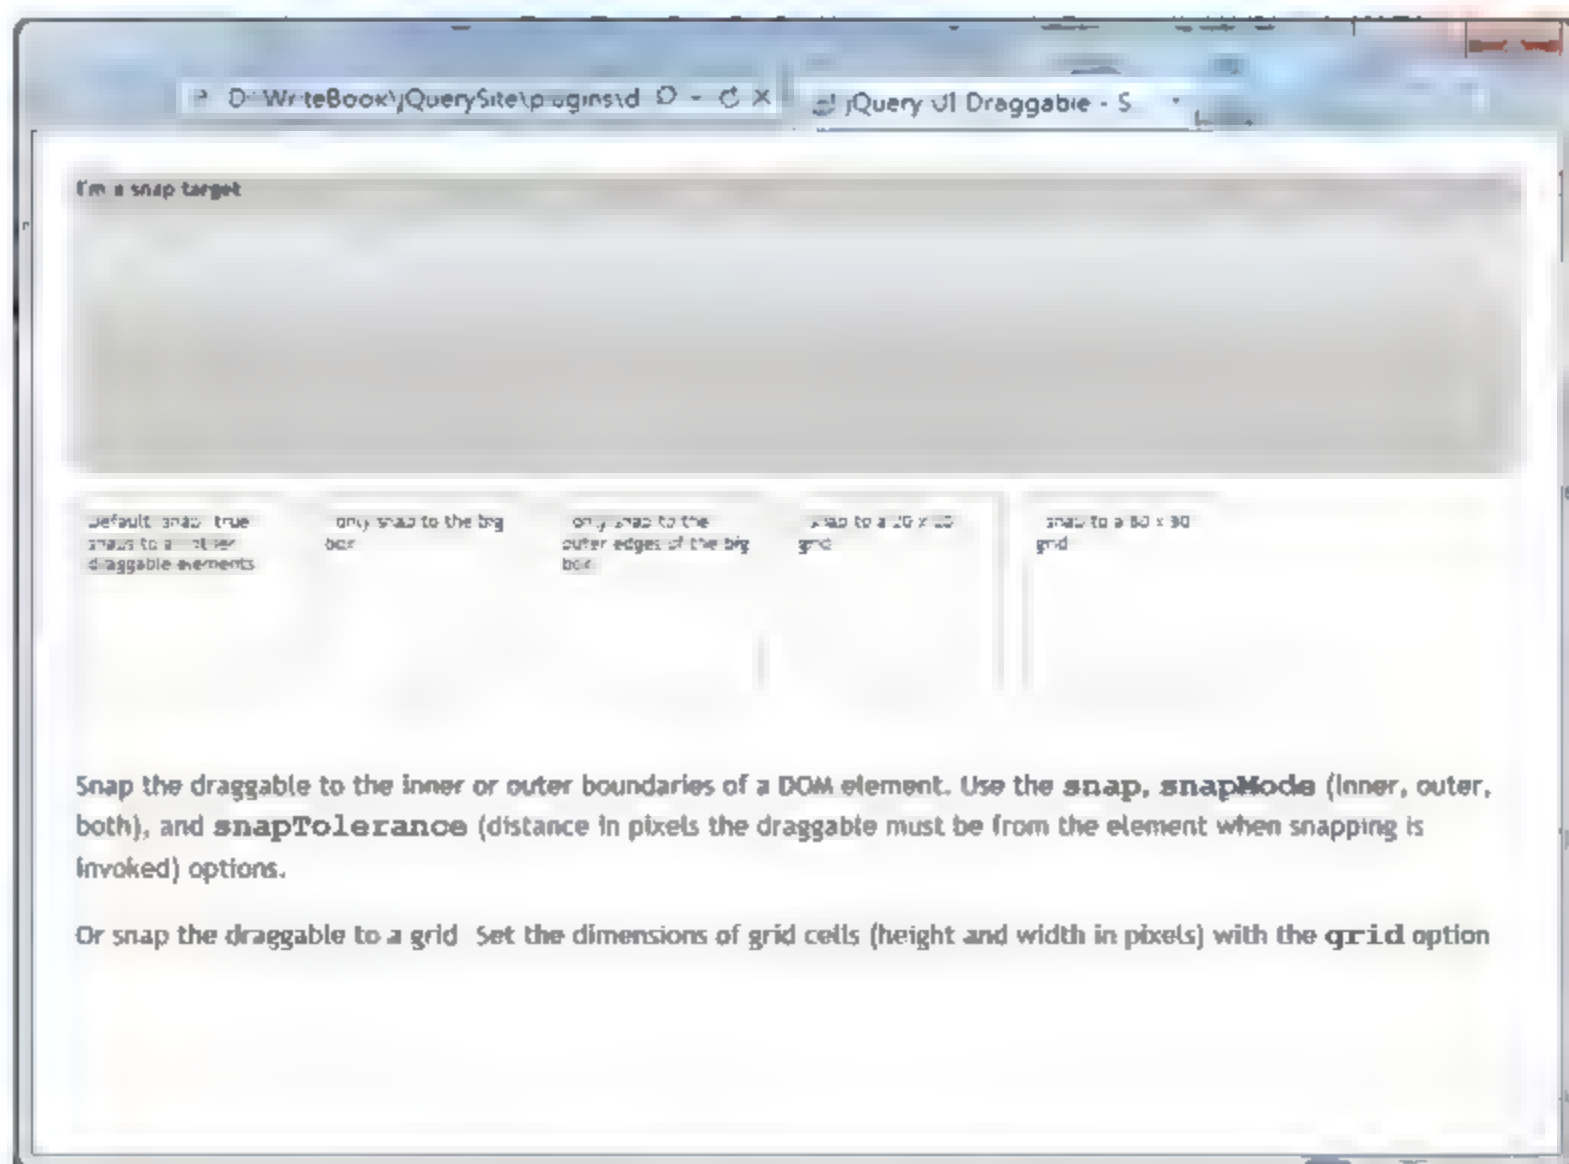 D:\WriteBook\jQuerySite\plugins\d
jQuery UI Draggable - S
I'm a snap target
Default snap true
snaps to all other
draggable elements
only snap to the big
box
only snap to the
outer edges of the big
box
snap to a
grid
snap to a 80 x 80
grid
Snap the draggable to the inner or outer boundaries of a DOM element. Use the snap, snapMode (inner, outer,
both), and snapTolerance (distance in pixels the draggable must be from the element when snapping is
invoked) options.
Or snap the draggable to a grid Set the dimensions of grid cells (height and width in pixels) with the grid option